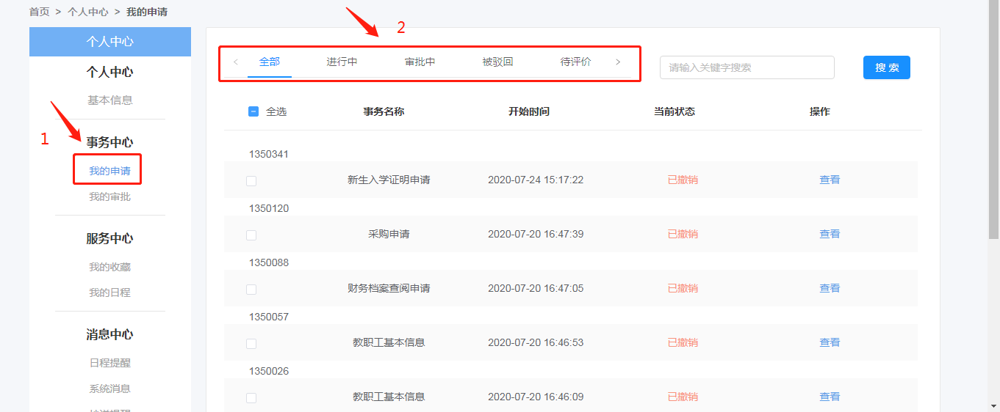 首页 > 个人中心 > 我的申请
个人中心
个人中心
基本信息
1
事务中心
我的申请
我的审批
服务中心
我的收藏
我的日程
消息中心
日程提醒
系统消息
2
< 全部 进行中 审批中 被驳回 待评价 >
请输入关键字搜索
搜 索
全选 事务名称 开始时间 当前状态 操作
1350341
新生入学证明申请 2020-07-24 15:17:22 已撤销 查看
1350120
采购申请 2020-07-20 16:47:39 已撤销 查看
1350088
财务档案查阅申请 2020-07-20 16:47:05 已撤销 查看
1350057
教职工基本信息 2020-07-20 16:46:53 已撤销 查看
1350026
教职工基本信息 2020-07-20 16:46:09 已撤销 查看